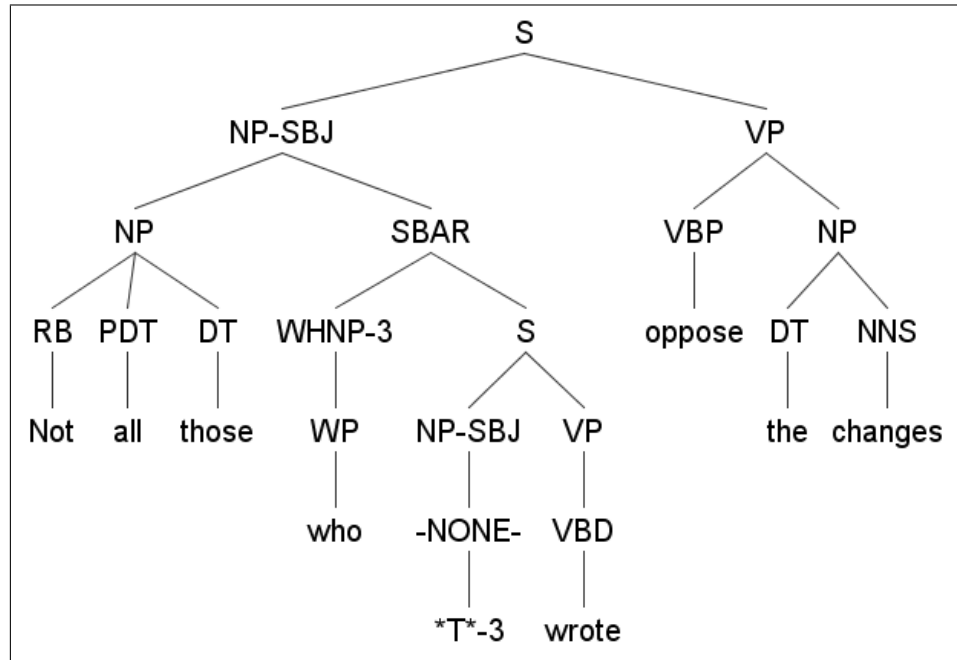 S
NP-SBJ VP
NP SBAR VBP NP
RB PDT DT WHNP-3 S oppose DT NNS
Not all those WP NP-SBJ VP the changes
who -NONE- VBD
*T*-3 wrote